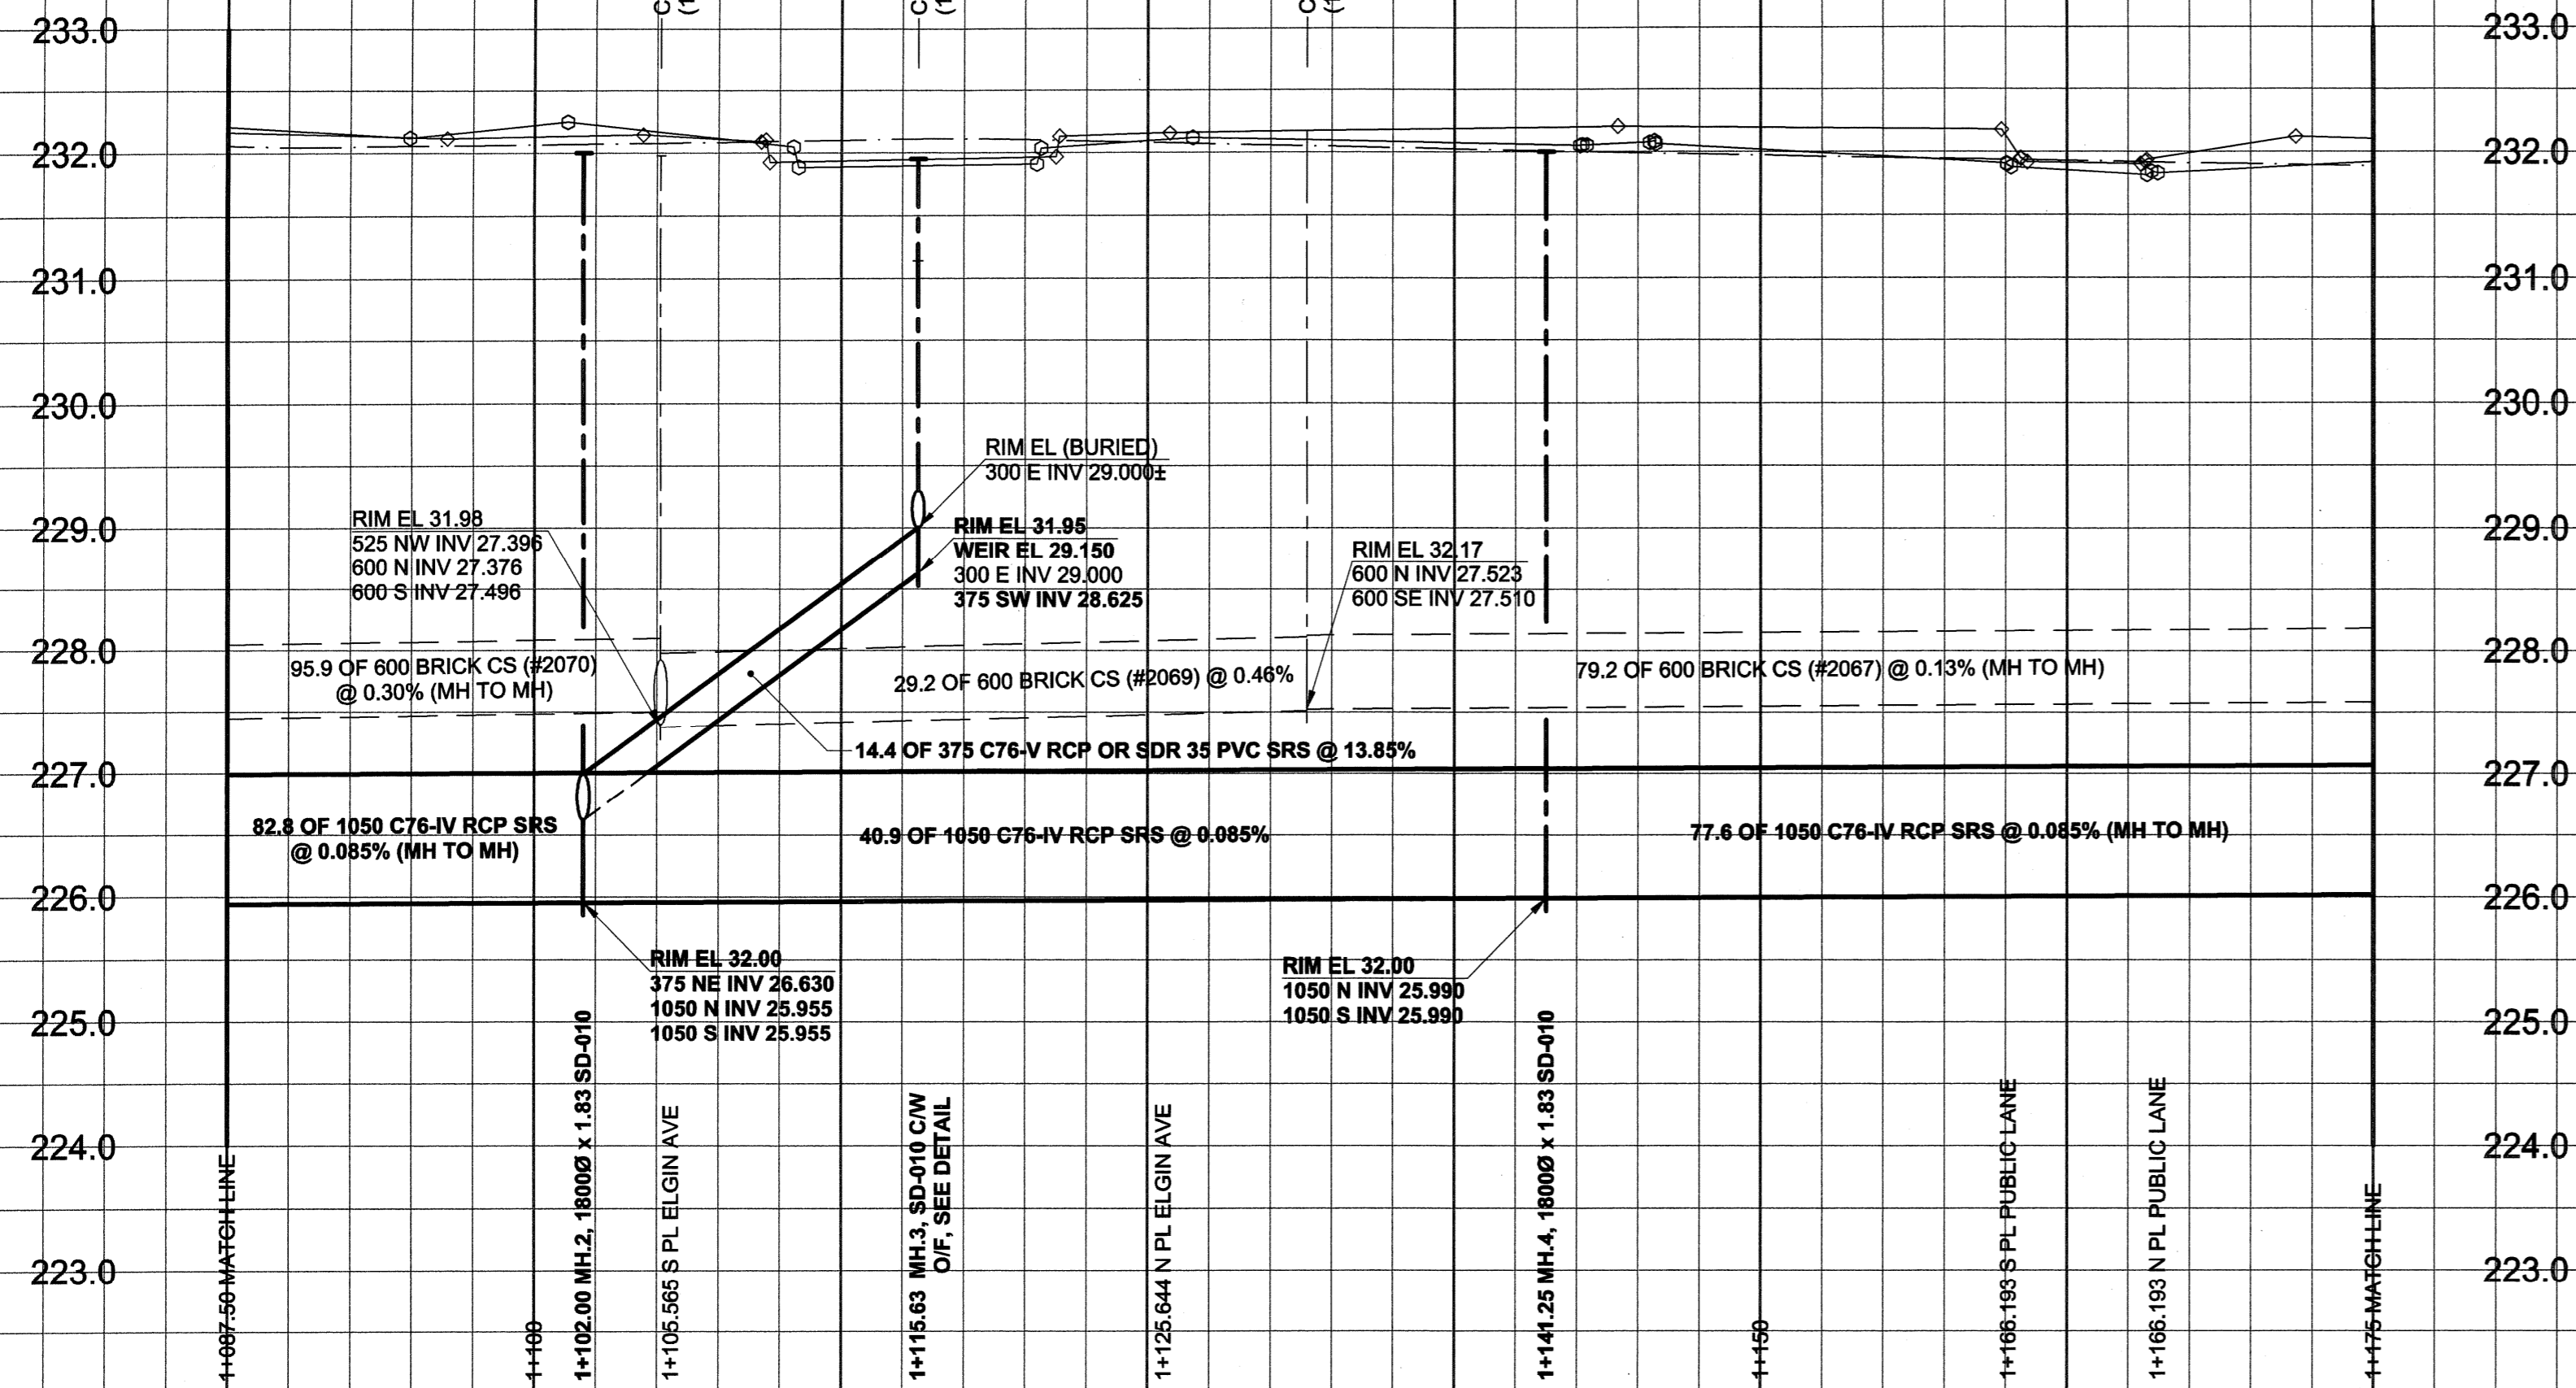 233.0
233.0
232.0
232.0
231.0
231.0
230.0
230.0
RIM EL (BURIED)
300 E INV 29.000±
229.0
229.0
RIM EL 31.98
525 NW INV 27.396
600 N INV 27.376
600 S INV 27.496
RIM EL 31.95
WEIR EL 29.150
300 E INV 29.000
375 SW INV 28.625
RIM EL 32.17
600 N INV 27.523
600 SE INV 27.510
228.0
228.0
95.9 OF 600 BRICK CS (#2070)
@ 0.30% (MH TO MH)
29.2 OF 600 BRICK CS (#2069) @ 0.46%
79.2 OF 600 BRICK CS (#2067) @ 0.13% (MH TO MH)
14.4 OF 375 C76-V RCP OR SDR 35 PVC SRS @ 13.85%
227.0
227.0
82.8 OF 1050 C76-IV RCP SRS
@ 0.085% (MH TO MH)
40.9 OF 1050 C76-IV RCP SRS @ 0.085%
77.6 OF 1050 C76-IV RCP SRS @ 0.085% (MH TO MH)
226.0
226.0
RIM EL 32.00
375 NE INV 26.630
1050 N INV 25.955
1050 S INV 25.955
RIM EL 32.00
1050 N INV 25.990
1050 S INV 25.990
225.0
225.0
224.0
224.0
223.0
223.0
1+087.50 MATCH LINE
1+100
1+102.00 MH.2, 1800Ø x 1.83 SD-010
1+105.565 S PL ELGIN AVE
1+115.63 MH.3, SD-010 C/W
O/F, SEE DETAIL
1+125.644 N PL ELGIN AVE
1+141.25 MH.4, 1800Ø x 1.83 SD-010
1+150
1+166.193 S PL PUBLIC LANE
1+166.193 N PL PUBLIC LANE
1+175 MATCH LINE